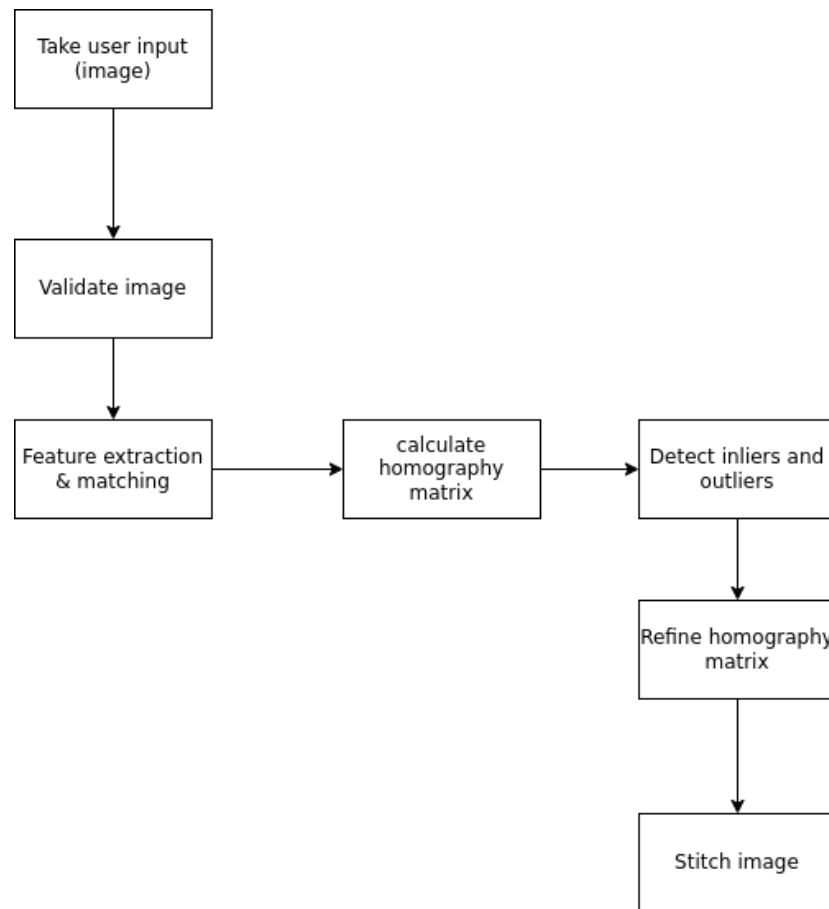 Take user input
(image)
Validate image
Feature extraction
& matching
calculate
homography
matrix
Detect inliers and
outliers
Refine homography
matrix
Stitch image